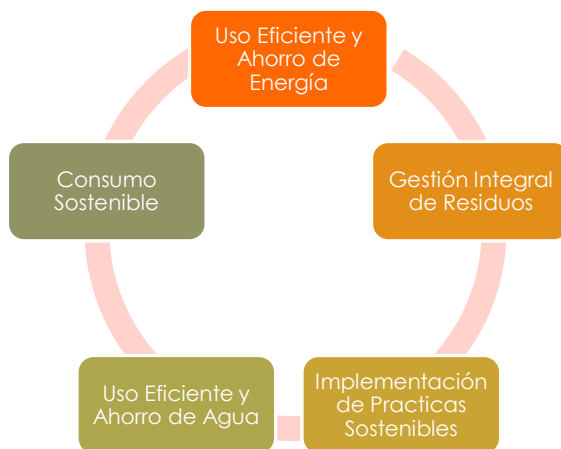 Uso Eficiente y
Ahorro de
Energía
Gestión Integral
de Residuos
Implementación
de Practicas
Sostenibles
Uso Eficiente y
Ahorro de Agua
Consumo
Sostenible